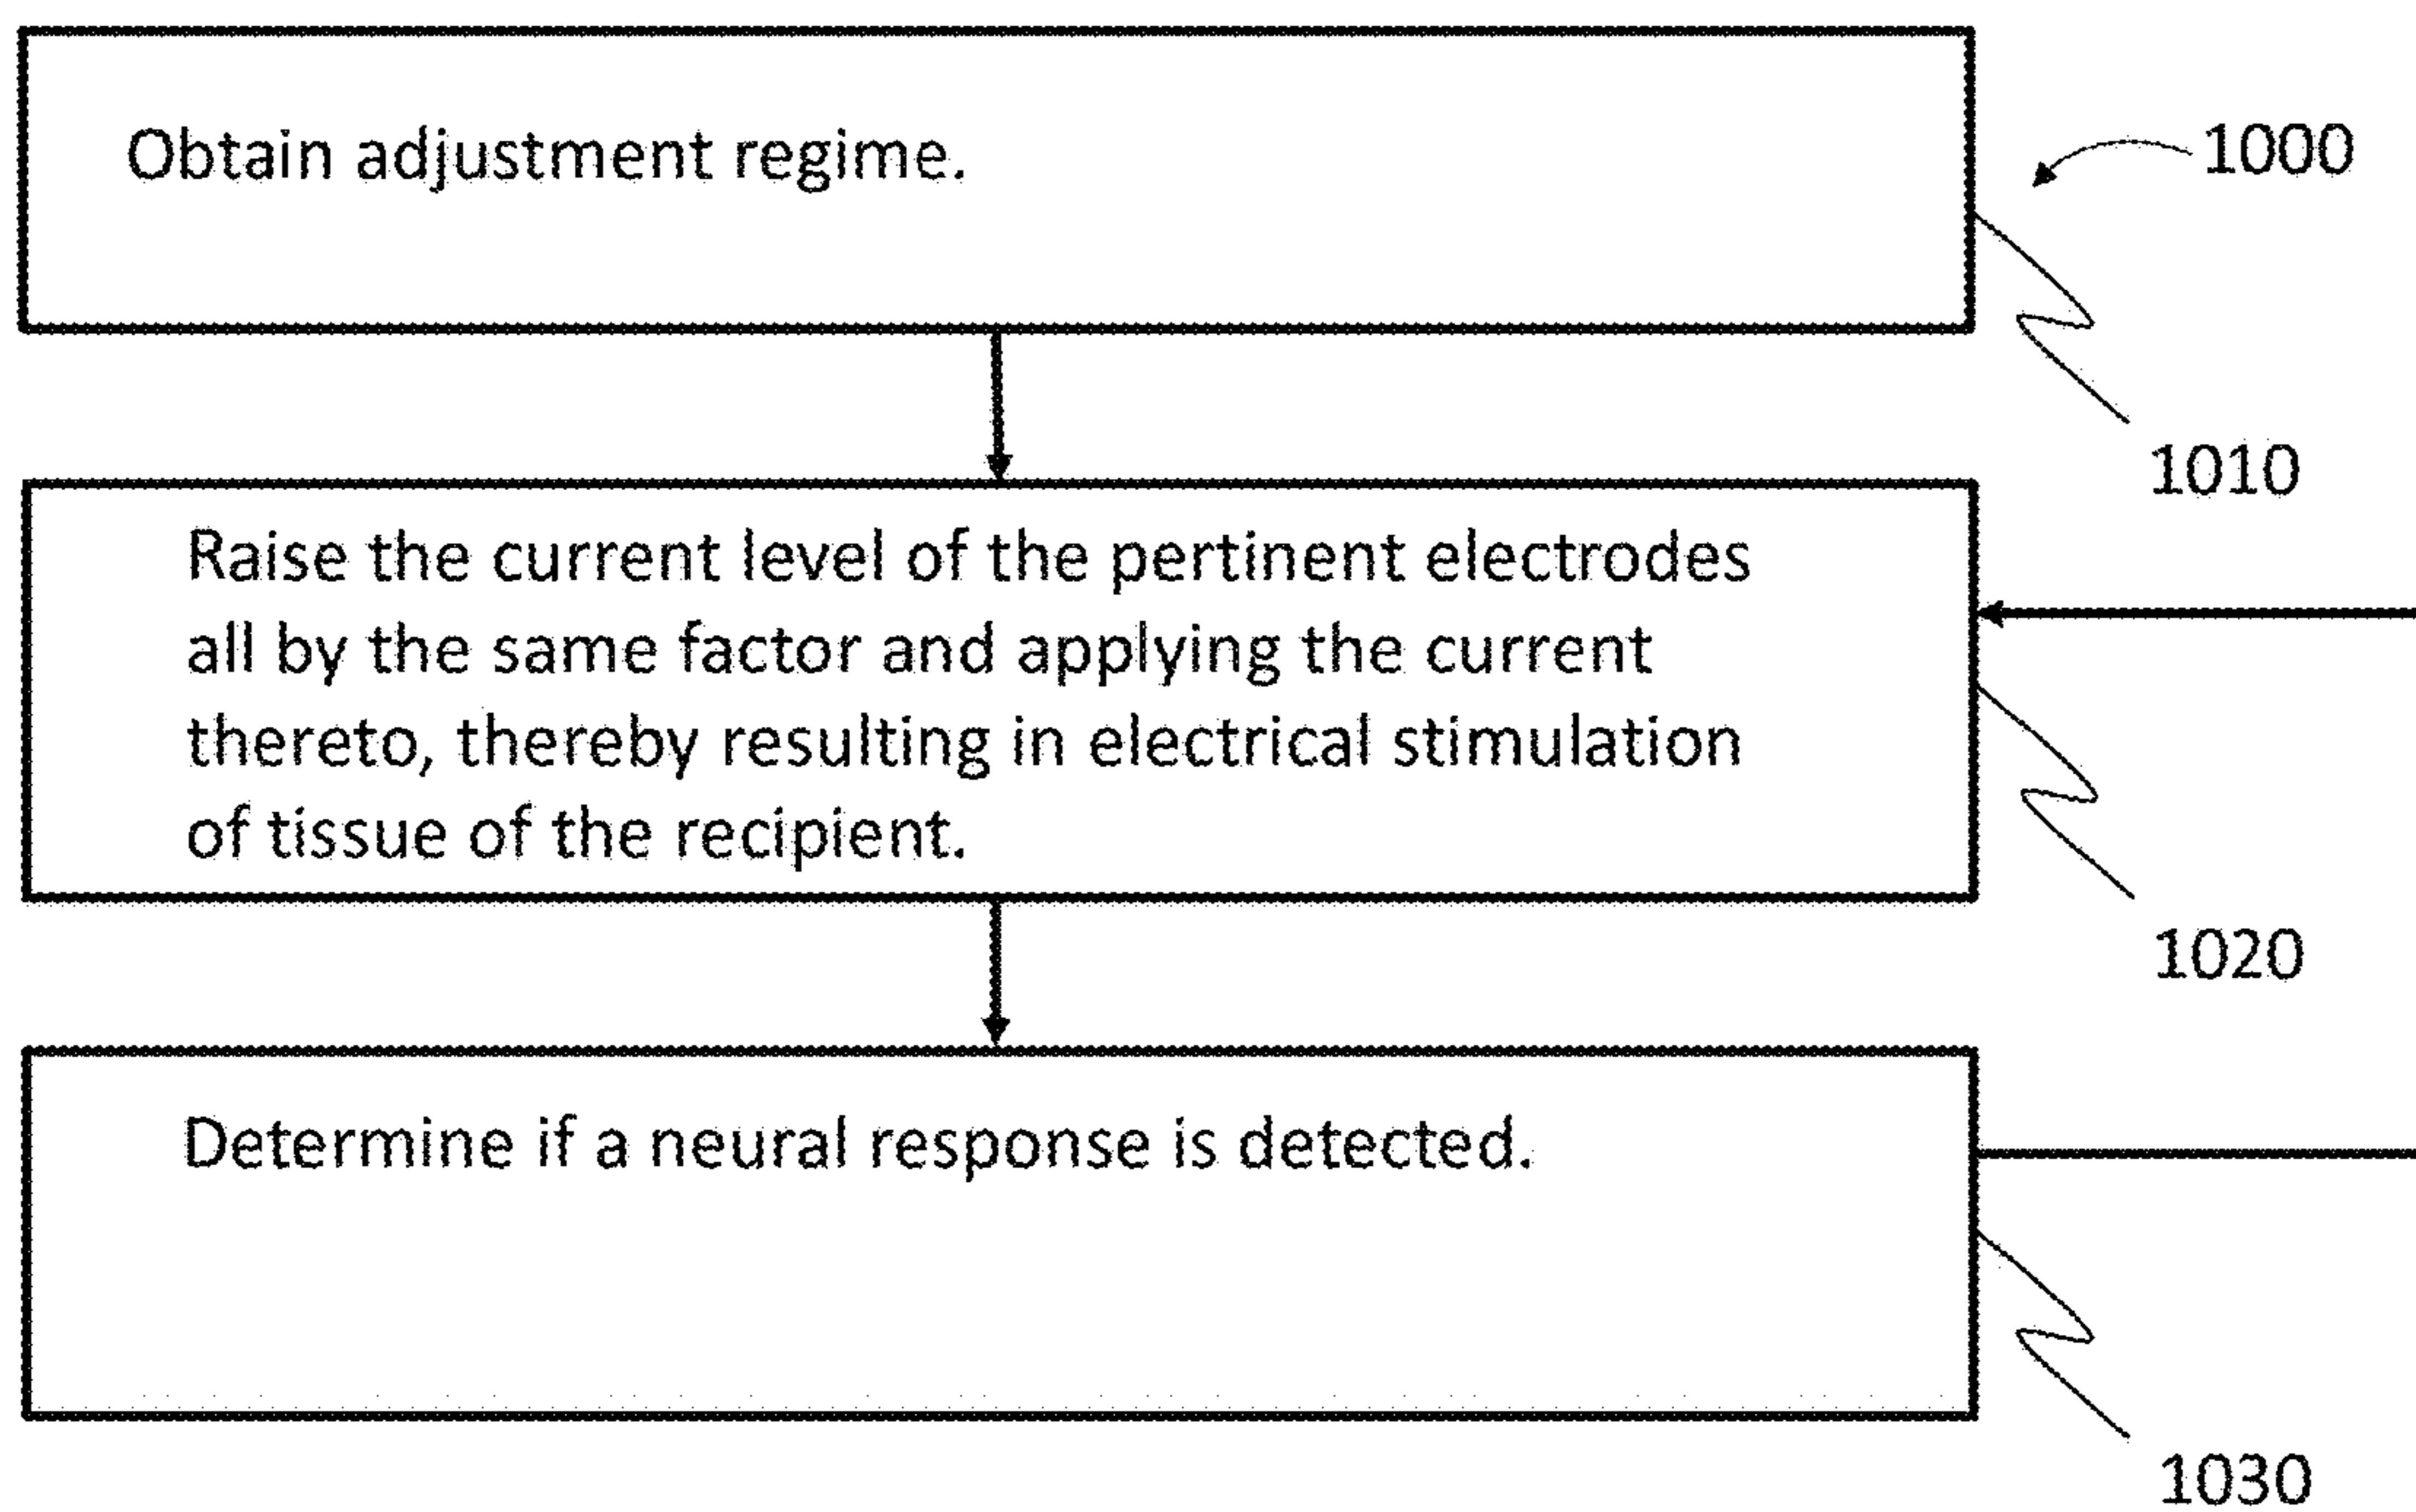 Obtain adjustment regime.
1000
1010
Raise the current level of the pertinent electrodes
all by the same factor and applying the current
thereto, thereby resulting in electrical stimulation
of tissue of the recipient.
1020
Determine if a neural response is detected.
1030